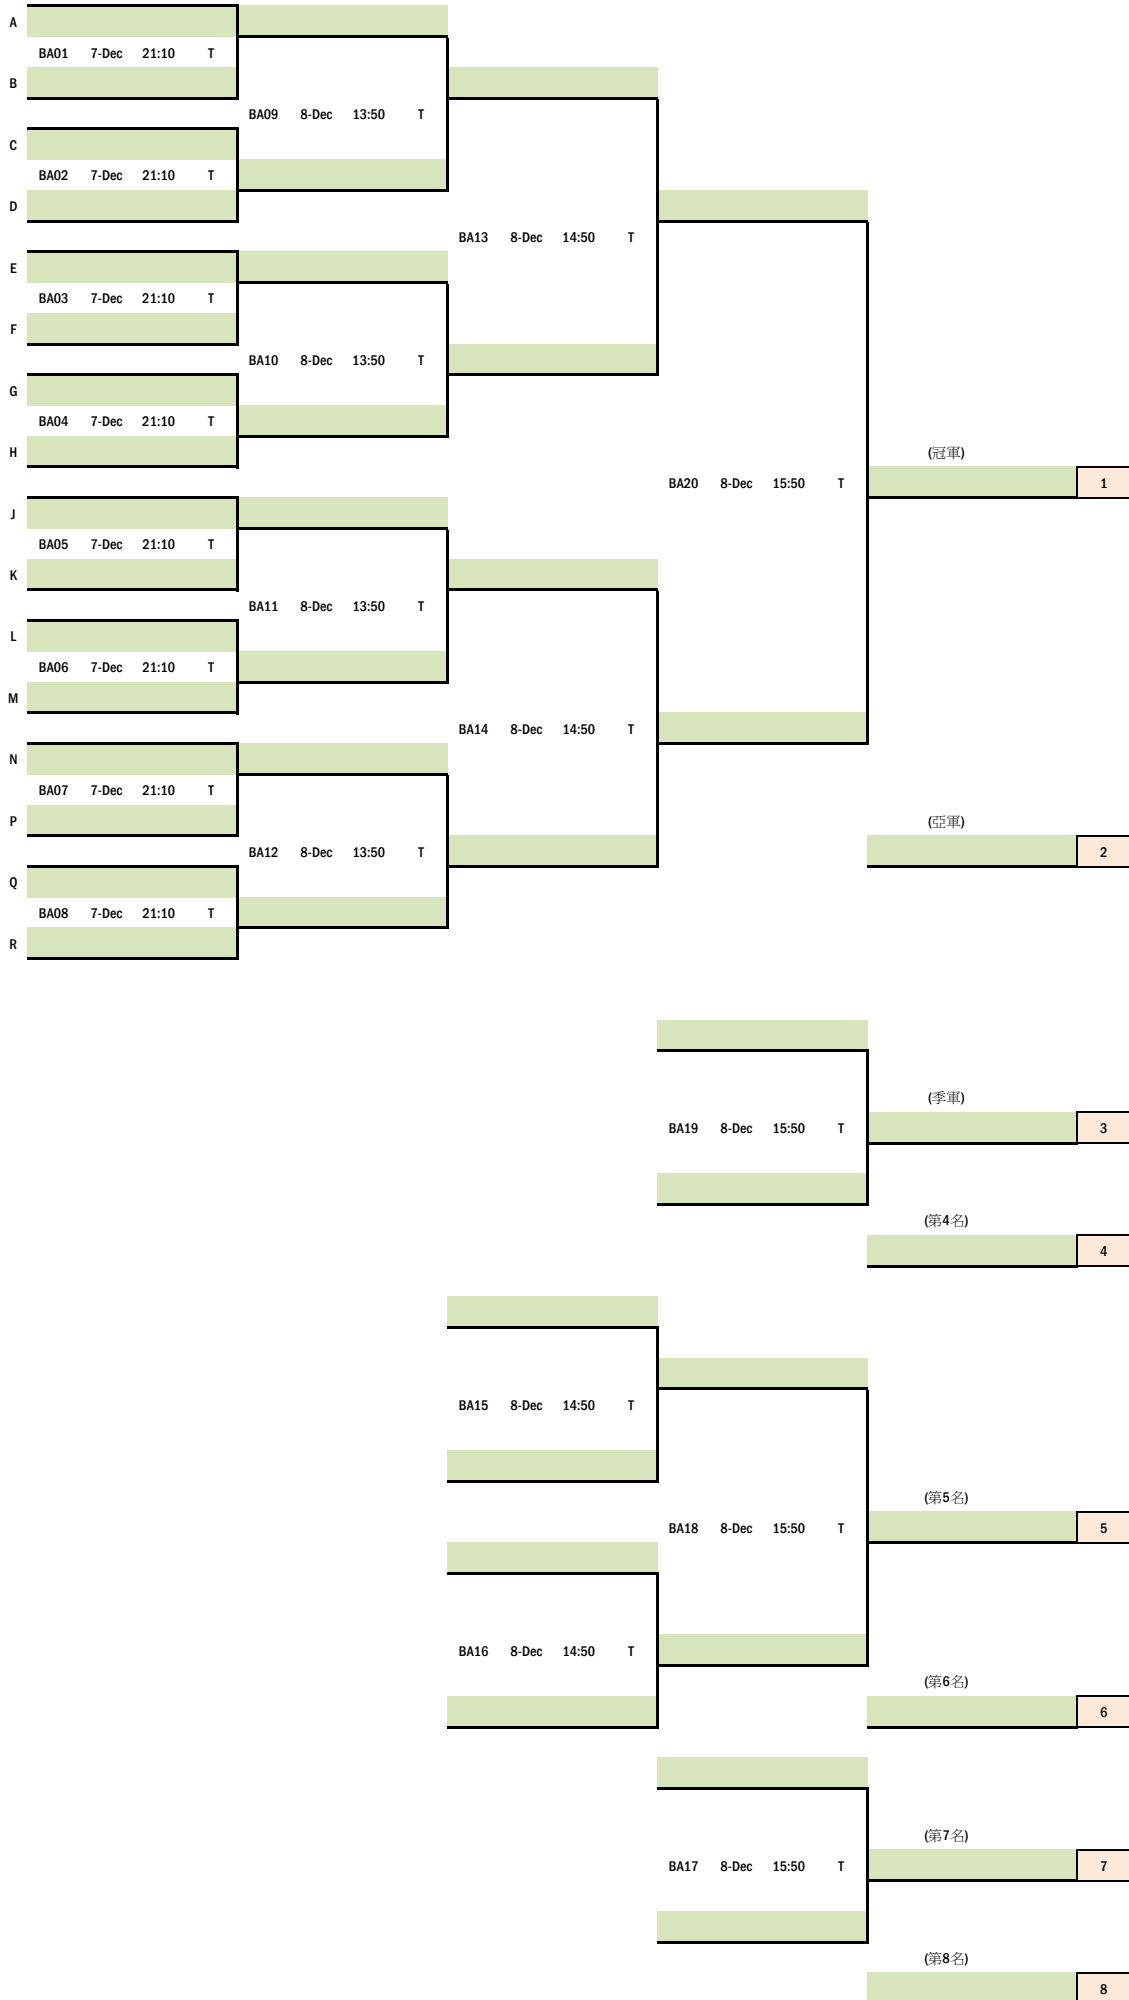 A
BA01 7-Dec 21:10 T
B
BA09 8-Dec 13:50 T
C
BA02 7-Dec 21:10 T
D
BA13 8-Dec 14:50 T
E
BA03 7-Dec 21:10 T
F
BA10 8-Dec 13:50 T
G
BA04 7-Dec 21:10 T
H
(冠軍)
BA20 8-Dec 15:50 T 1
J
BA05 7-Dec 21:10 T
K
BA11 8-Dec 13:50 T
L
BA06 7-Dec 21:10 T
M
BA14 8-Dec 14:50 T
N
BA07 7-Dec 21:10 T
P
(亞軍)
BA12 8-Dec 13:50 T 2
Q
BA08 7-Dec 21:10 T
R
(季軍)
BA19 8-Dec 15:50 T 3
(第4名)
4
BA15 8-Dec 14:50 T
(第5名)
BA18 8-Dec 15:50 T 5
BA16 8-Dec 14:50 T
(第6名)
6
(第7名)
BA17 8-Dec 15:50 T 7
(第8名)
8